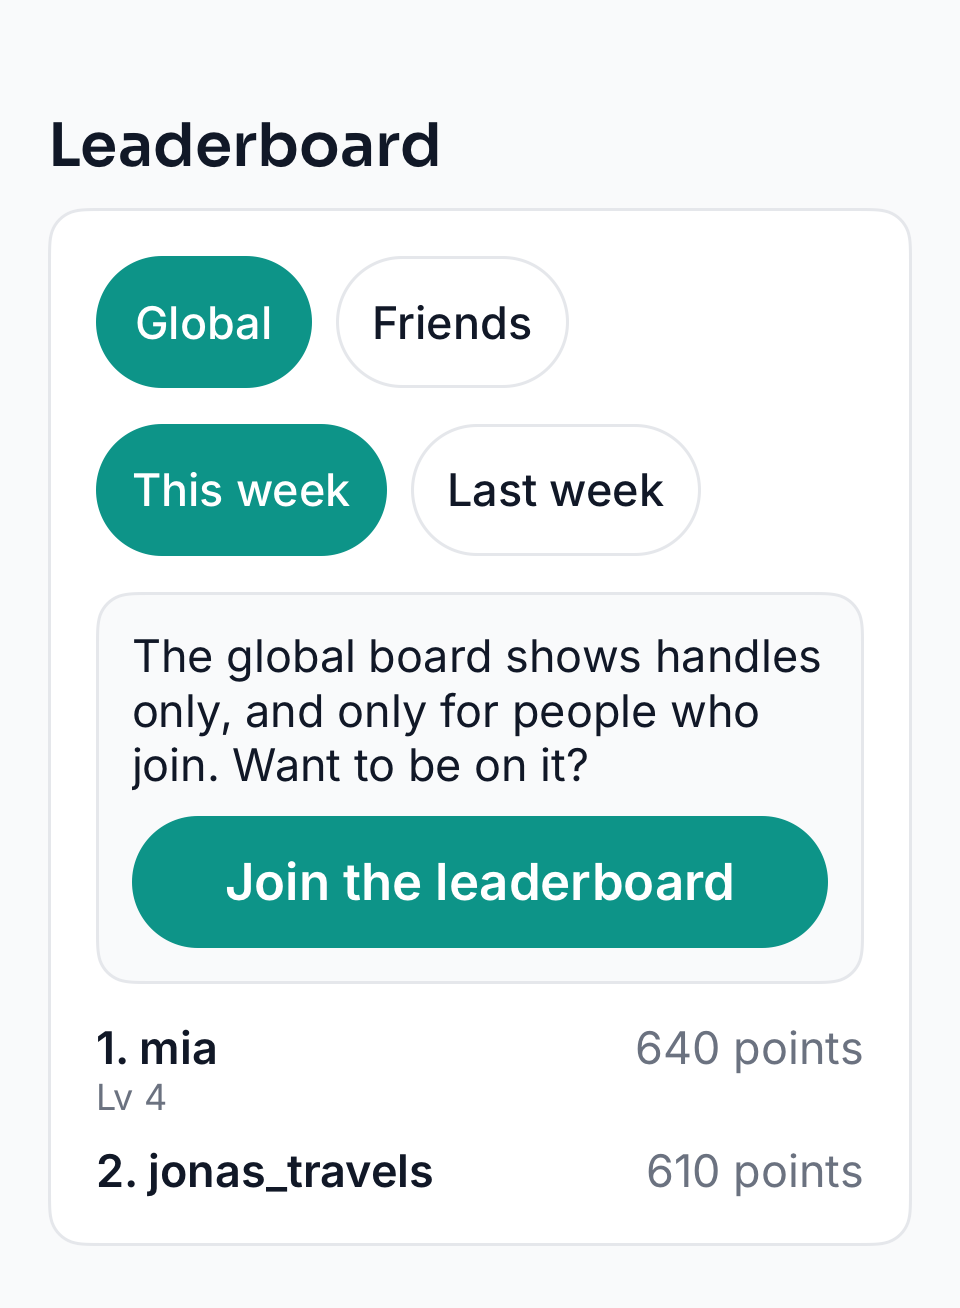 Leaderboard
Global Friends
This week Last week
The global board shows handles
only, and only for people who
join. Want to be on it?
Join the leaderboard
1. mia 640 points
Lv 4
2. jonas_travels 610 points